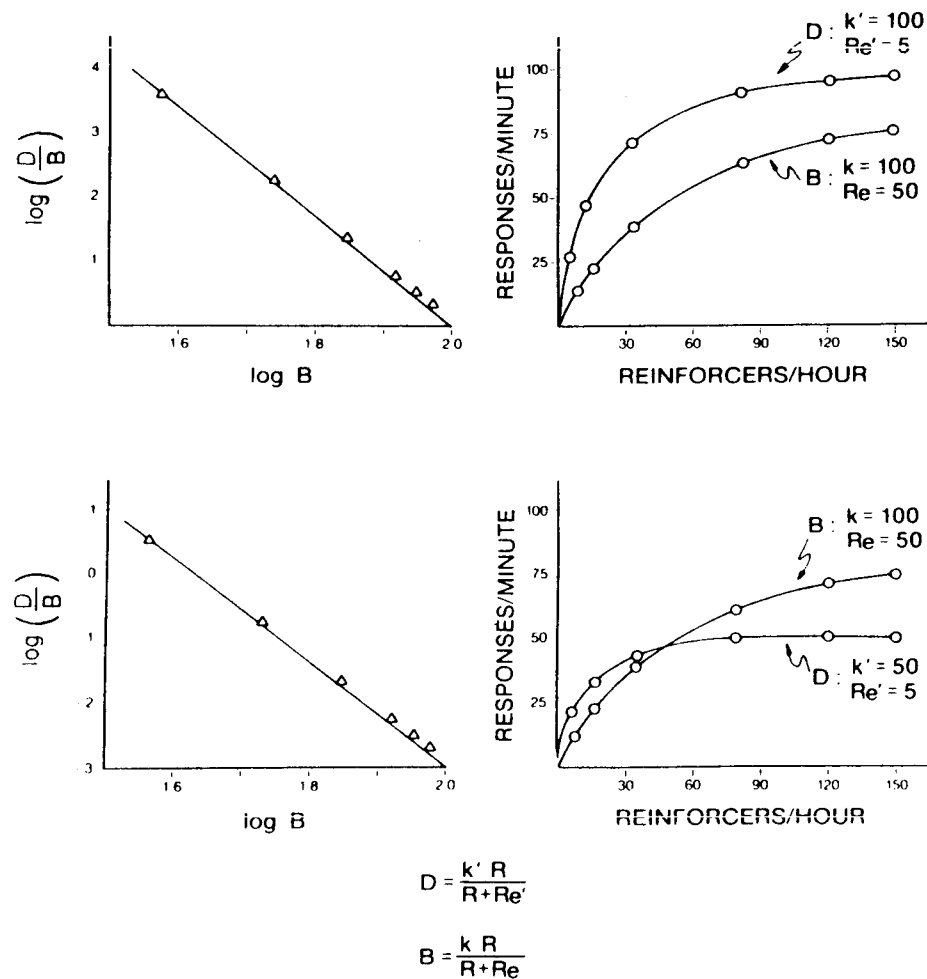 4
3
2
1
1.6
1.8
2.0
log (D/B)
log B
100
75
50
25
30
60
90
120
150
RESPONSES/MINUTE
REINFORCERS/HOUR
D : k' = 100
Re' = 5
B : k = 100
Re = 50
1
0
1
2
3
1.6
1.8
2.0
log (D/B)
log B
100
75
50
25
30
60
90
120
150
RESPONSES/MINUTE
REINFORCERS/HOUR
B : k = 100
Re = 50
D : k' = 50
Re' = 5
D = k' R / R + Re'
B = k R / R + Re